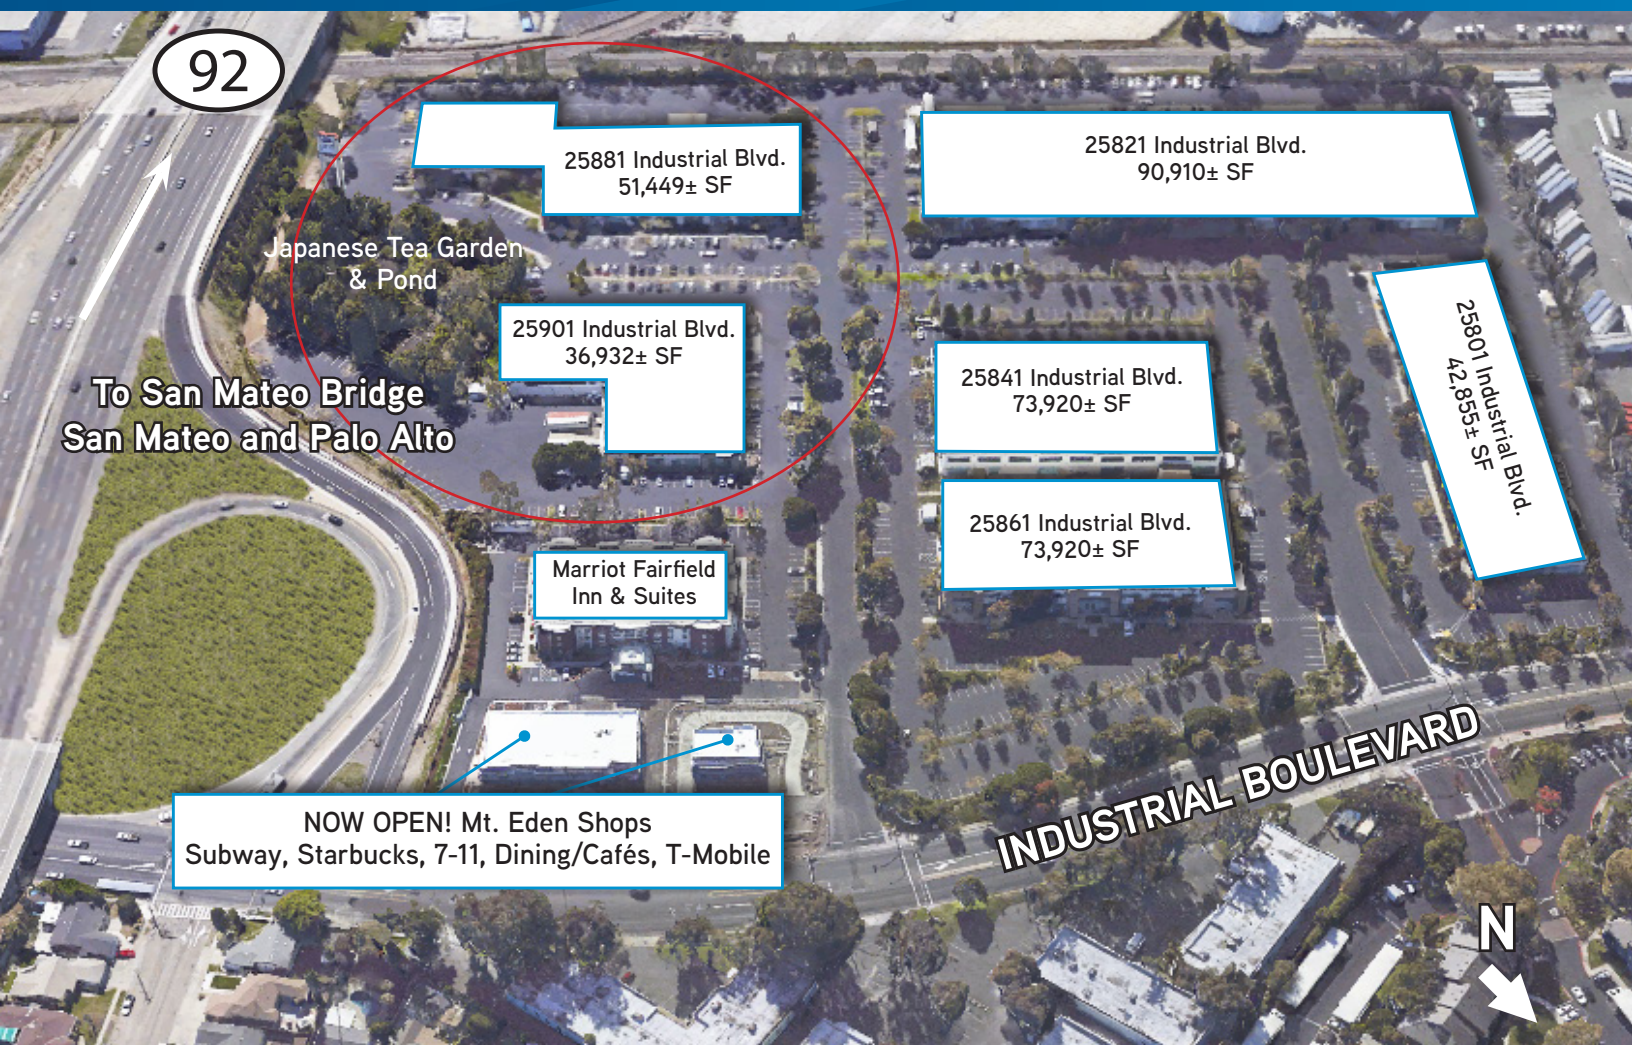 92
25881 Industrial Blvd.
51,449± SF
25821 Industrial Blvd.
90,910± SF
Japanese Tea Garden
& Pond
25901 Industrial Blvd.
36,932± SF
25801 Industrial Blvd.
42,855± SF
To San Mateo Bridge
San Mateo and Palo Alto
25841 Industrial Blvd.
73,920± SF
25861 Industrial Blvd.
73,920± SF
Marriot Fairfield
Inn & Suites
INDUSTRIAL BOULEVARD
NOW OPEN! Mt. Eden Shops
Subway, Starbucks, 7-11, Dining/Cafés, T-Mobile
N